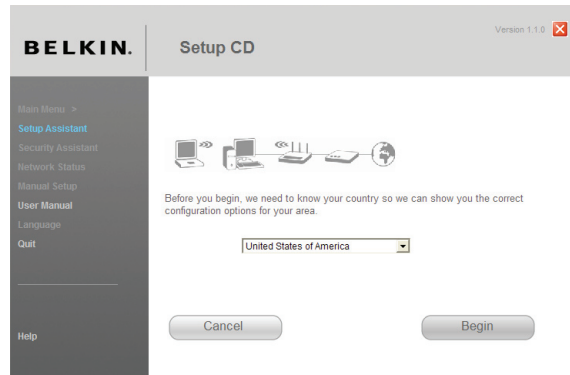 BELKIN.
Setup CD
Version 1.1.0
Main Menu >
Setup Assistant
Security Assistant
Network Status
Manual Setup
User Manual
Language
Quit
Help
Before you begin, we need to know your country so we can show you the correct
configuration options for your area.
United States of America
Cancel
Begin